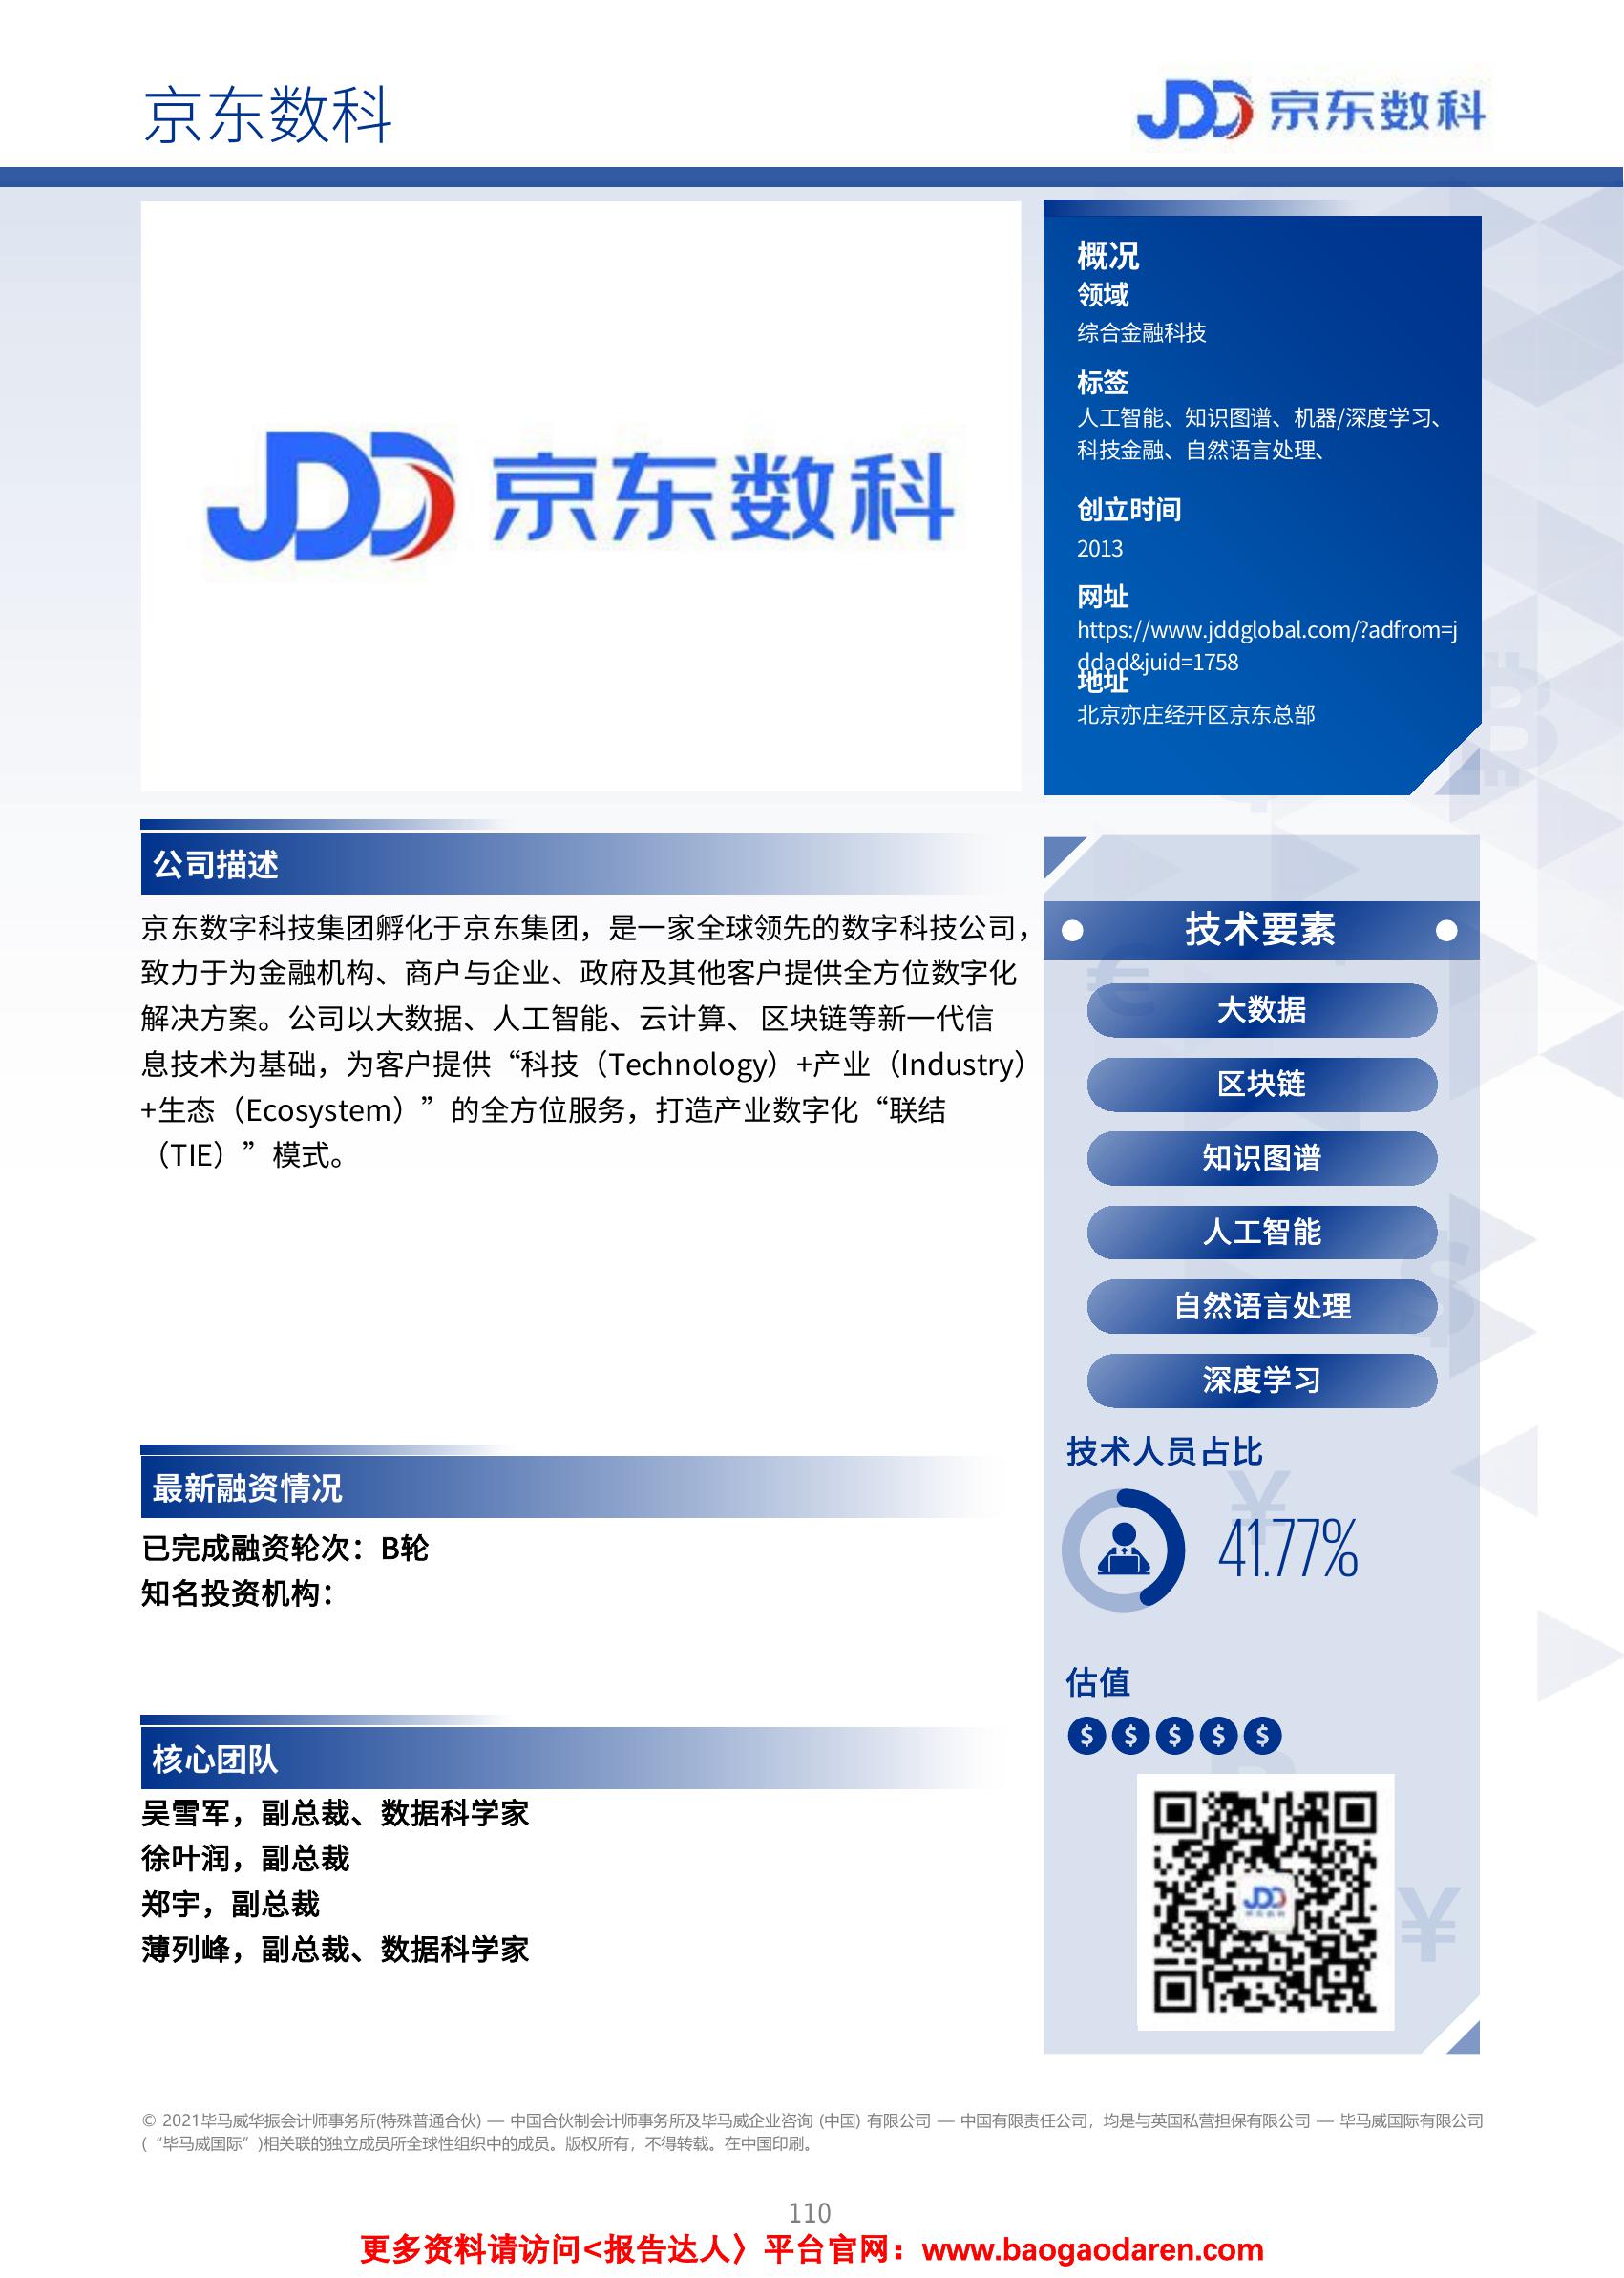 京东数科
JDD 京东数科
JDD 京东数科
概况
领域
综合金融科技
标签
人工智能、知识图谱、机器/深度学习、
科技金融、自然语言处理、
创立时间
2013
网址
https://www.jddglobal.com/?adfrom=j
ddad&juid=1758
地址
北京亦庄经开区京东总部
公司描述
京东数字科技集团孵化于京东集团，是一家全球领先的数字科技公司，
致力于为金融机构、商户与企业、政府及其他客户提供全方位数字化
解决方案。公司以大数据、人工智能、云计算、区块链等新一代信
息技术为基础，为客户提供“科技（Technology）+产业（Industry）
+生态（Ecosystem）”的全方位服务，打造产业数字化“联结
（TIE）”模式。
最新融资情况
已完成融资轮次：B轮
知名投资机构：
核心团队
吴雪军，副总裁、数据科学家
徐叶润，副总裁
郑宇，副总裁
薄列峰，副总裁、数据科学家
技术要素
大数据
区块链
知识图谱
人工智能
自然语言处理
深度学习
技术人员占比
41.77%
估值
$ $ $ $ $
JDD
京东数科
© 2021毕马威华振会计师事务所(特殊普通合伙) — 中国合伙制会计师事务所及毕马威企业咨询 (中国) 有限公司 — 中国有限责任公司，均是与英国私营担保有限公司 — 毕马威国际有限公司
(“毕马威国际”)相关联的独立成员所全球性组织中的成员。版权所有，不得转载。在中国印刷。
110
更多资料请访问<报告达人〉平台官网：www.baogaodaren.com